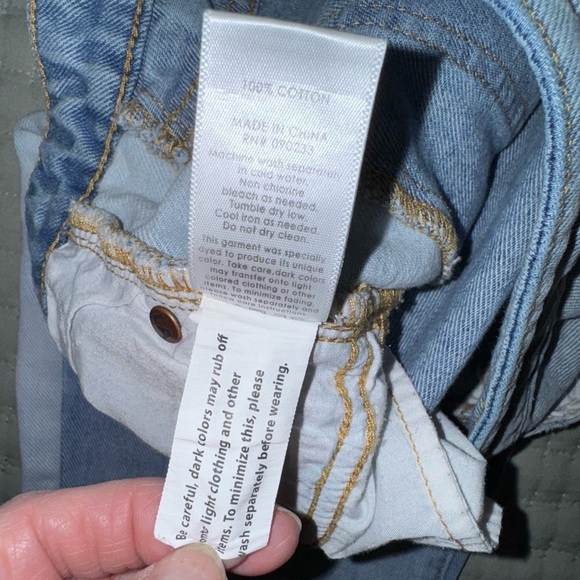 100% COTTON
MADE IN CHINA
RN# 090233
Machine wash separately
in cold water
Non chlorine
bleach as needed.
Tumble dry low.
Cool iron as needed.
Do not dry clean.
This garment was specially
dyed to produce its unique
color. Take care, dark colors
may transfer onto light
colored clothing or other
items. To minimize fading
wash separately and
Be careful, dark colors may rub off
onto light clothing and other
items. To minimize this, please
wash separately before wearing.